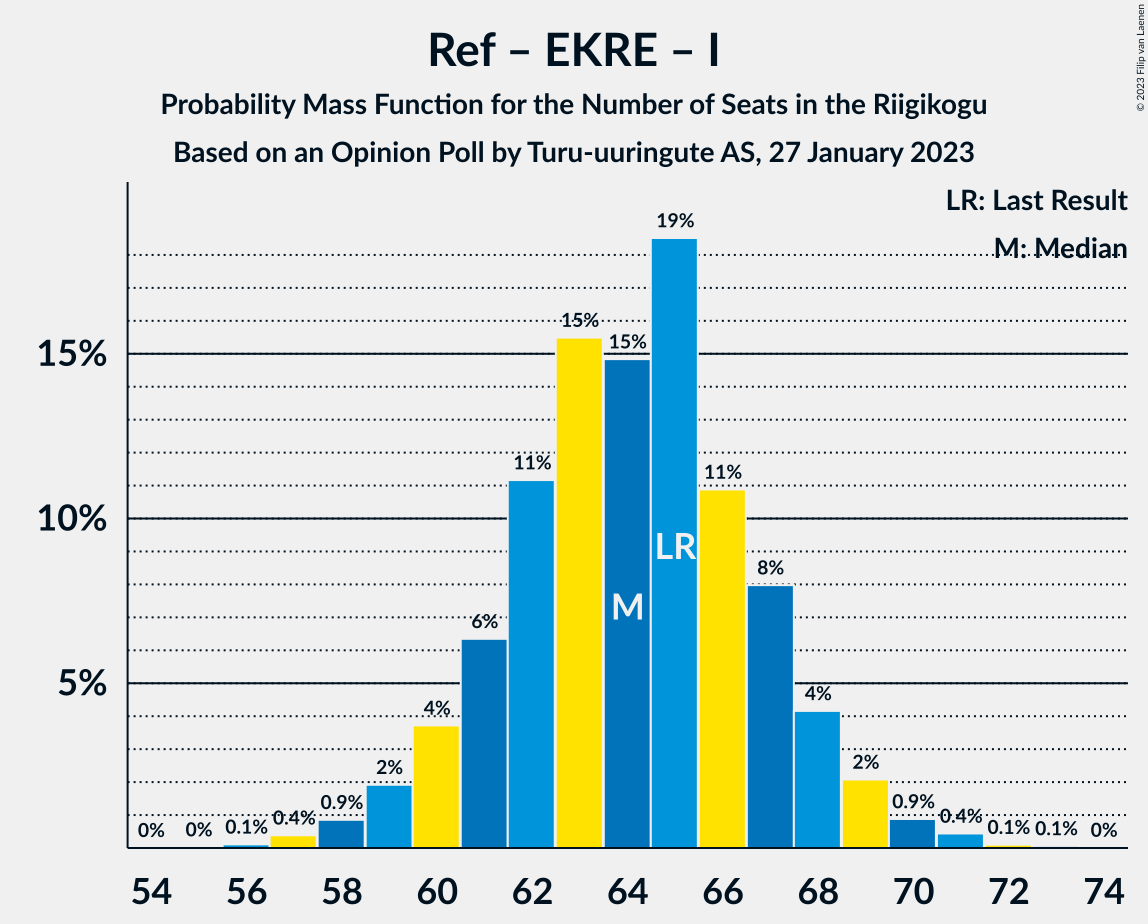 Ref – EKRE – I
Probability Mass Function for the Number of Seats in the Riigikogu
Based on an Opinion Poll by Turu-uuringute AS, 27 January 2023
© 2023 Filip van Laenen
LR: Last Result
M: Median
15%
10%
5%
0%
0%
0.1%
0.4%
0.9%
2%
4%
6%
11%
15%
15%
19%
11%
8%
4%
2%
0.9%
0.4%
0.1%
0.1%
0%
M
LR
54 56 58 60 62 64 66 68 70 72 74